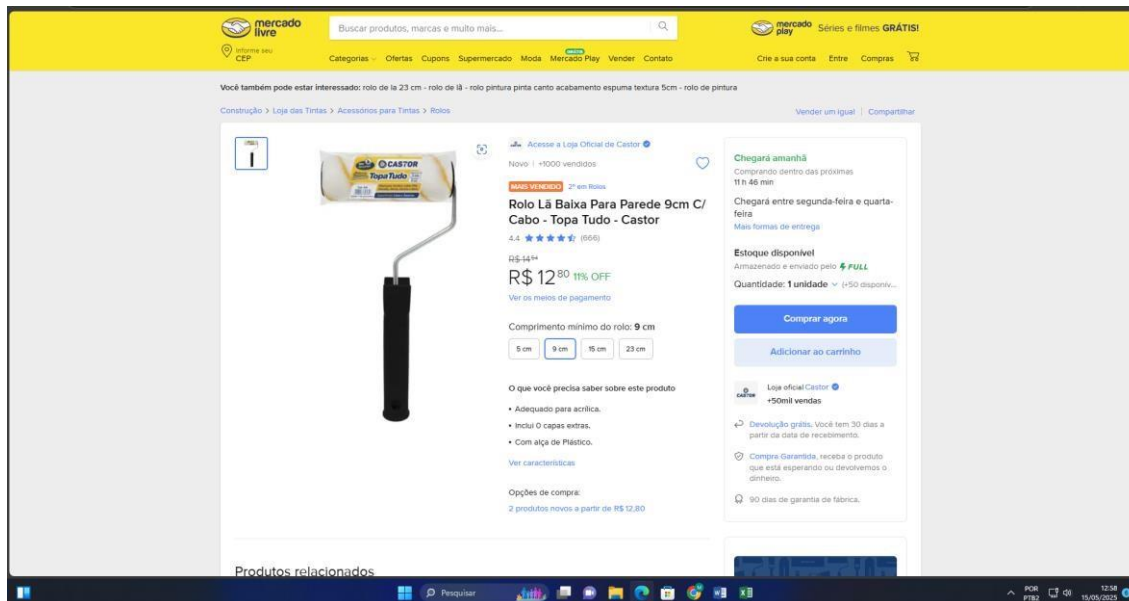 mercado
livre
Buscar produtos, marcas e muito mais...
mercado
play
Séries e filmes GRÁTIS!
Informe seu
CEP
Categorias
Ofertas
Cupons
Supermercado
Moda
Mercado Play
Vender
Contato
Crie a sua conta
Entre
Compras
Você também pode estar interessado: rolo de la 23 cm - rolo de lã - rolo pintura pinta canto acabamento espuma textura 5cm - rolo de pintura
Construção > Loja das Tintas > Acessórios para Tintas > Rolos
Vender um igual | Compartilhar
CASTOR
Topa Tudo
Acesse a Loja Oficial de Castor
Novo | +1000 vendidos
MAIS VENDIDO 2º em Rolos
Rolo Lã Baixa Para Parede 9cm C/
Cabo - Topa Tudo - Castor
4.4 (666)
R$ 14
R$ 12 80 11% OFF
Ver os meios de pagamento
Comprimento mínimo do rolo: 9 cm
5 cm
9 cm
15 cm
23 cm
O que você precisa saber sobre este produto
• Adequado para acrílica.
• Inclui 0 capas extras.
• Com alça de Plástico.
Ver características
Opções de compra:
2 produtos novos a partir de R$ 12,80
Chegará amanhã
Comprando dentro das próximas
11 h 46 min
Chegará entre segunda-feira e quarta-
feira
Mais formas de entrega
Estoque disponível
Armazenado e enviado pelo FULL
Quantidade: 1 unidade (+50 disponív...
Comprar agora
Adicionar ao carrinho
CASTOR
Loja oficial Castor
+50mil vendas
Devolução grátis. Você tem 30 dias a
partir da data de recebimento.
Compra Garantida, receba o produto
que está esperando ou devolvemos o
dinheiro.
90 dias de garantia de fábrica.
Produtos relacionados
Pesquisar
POR
PTB2
12:58
15/05/2025